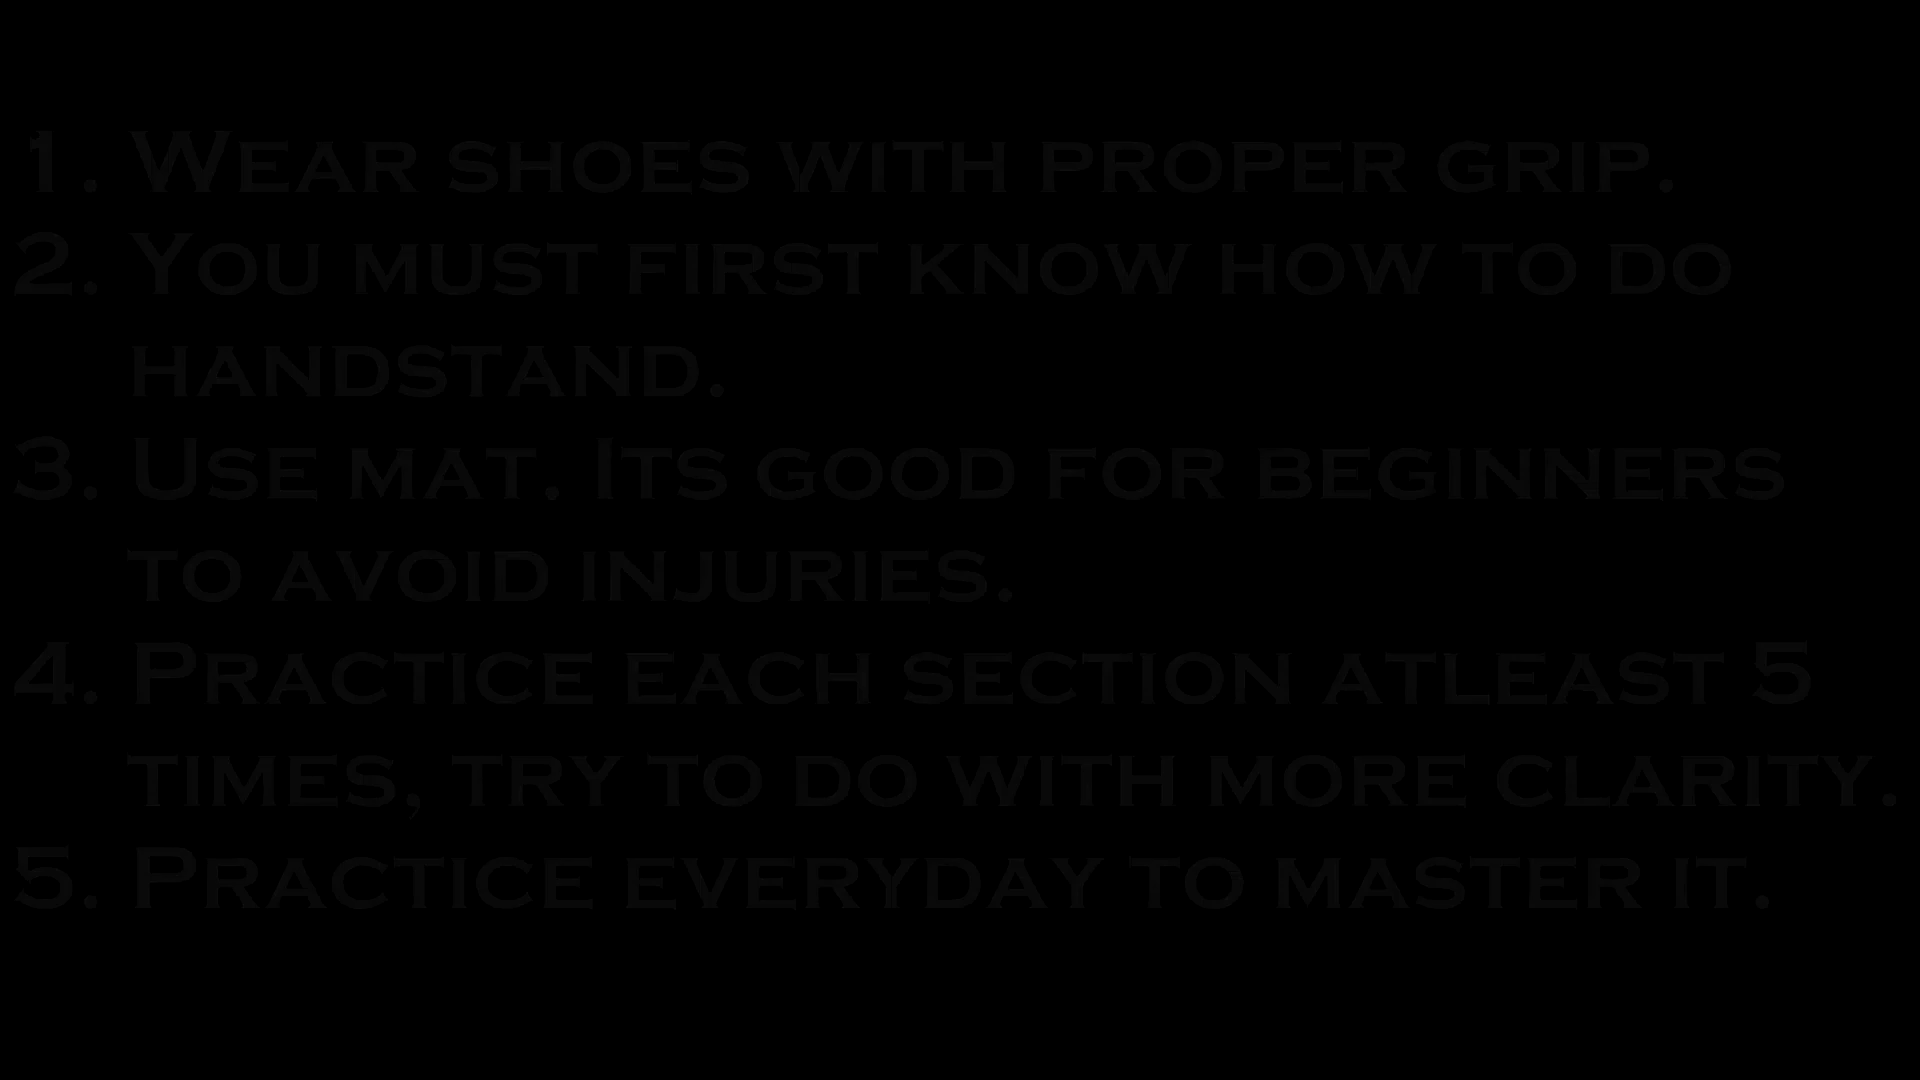 1. Wear shoes with proper grip.
2. You must first know how to do
handstand.
3. Use mat. Its good for beginners
to avoid injuries.
4. Practice each section atleast 5
times, try to do with more clarity.
5. Practice everyday to master it.